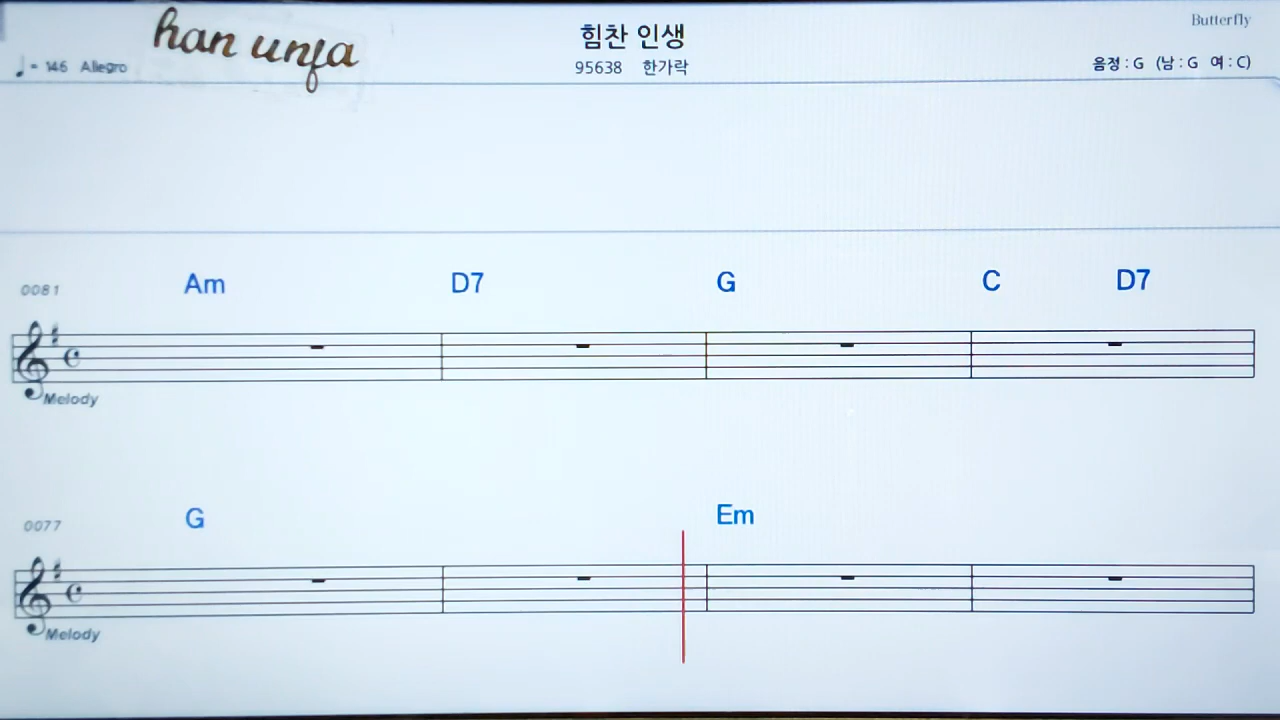 han unfa
힘찬 인생
Butterfly
♩= 146 Allegro
95638 한가락
음정 : G (남 : G 여 : C)
0081 Am D7 G C D7
Melody
0077 G Em
Melody